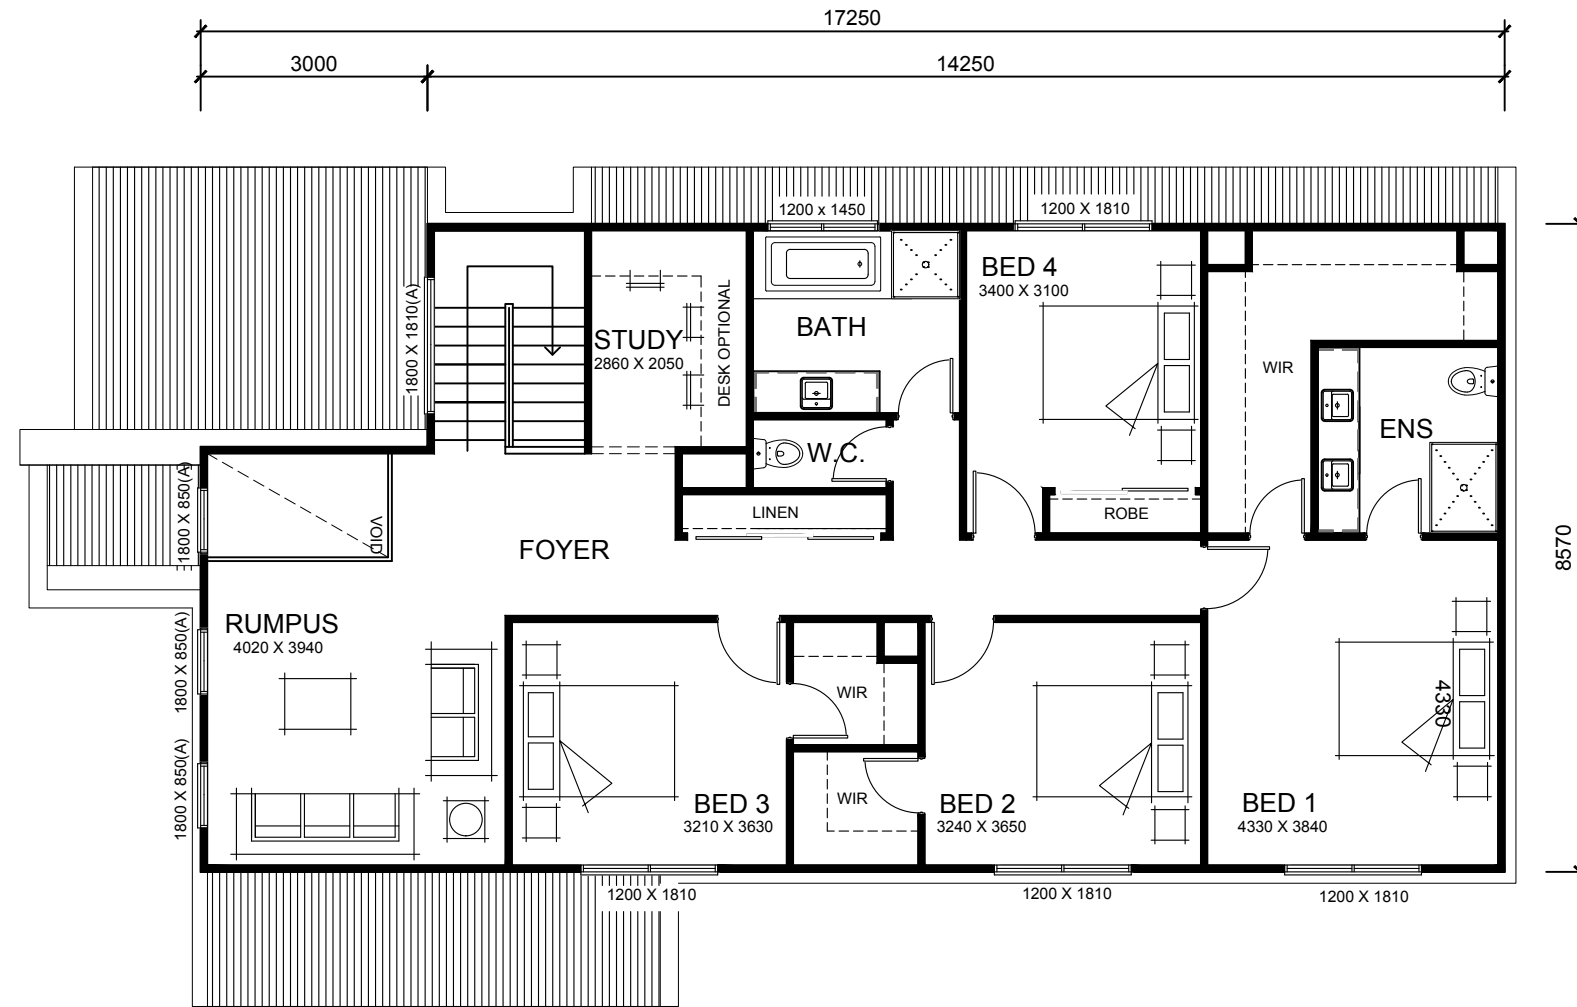 17250
3000
14250
1200 x 1450
1200 X 1810
1800 X 1810(A)
BED 4
3400 X 3100
STUDY
2860 X 2050
DESK OPTIONAL
BATH
WIR
ENS
W.C.
1800 X 850(A)
VOID
LINEN
ROBE
FOYER
8570
RUMPUS
4020 X 3940
1800 X 850(A)
WIR
4330
1800 X 850(A)
BED 3
3210 X 3630
WIR
BED 2
3240 X 3650
BED 1
4330 X 3840
1200 X 1810
1200 X 1810
1200 X 1810